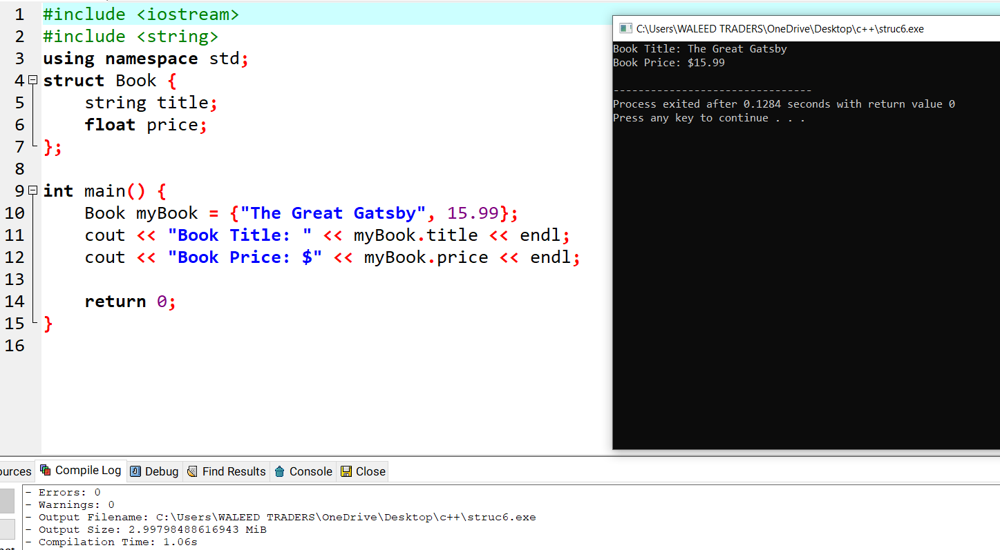 1 #include <iostream>
2 #include <string>
3 using namespace std;
4 struct Book {
5     string title;
6     float price;
7 };
8
9 int main() {
10     Book myBook = {"The Great Gatsby", 15.99};
11     cout << "Book Title: " << myBook.title << endl;
12     cout << "Book Price: $" << myBook.price << endl;
13
14     return 0;
15 }
16
C:\Users\WALEED TRADERS\OneDrive\Desktop\c++\struc6.exe
Book Title: The Great Gatsby
Book Price: $15.99
--------------------------------
Process exited after 0.1284 seconds with return value 0
Press any key to continue . . .
ources Compile Log Debug Find Results Console Close
- Errors: 0
- Warnings: 0
- Output Filename: C:\Users\WALEED TRADERS\OneDrive\Desktop\c++\struc6.exe
- Output Size: 2.99798488616943 MiB
- Compilation Time: 1.06s